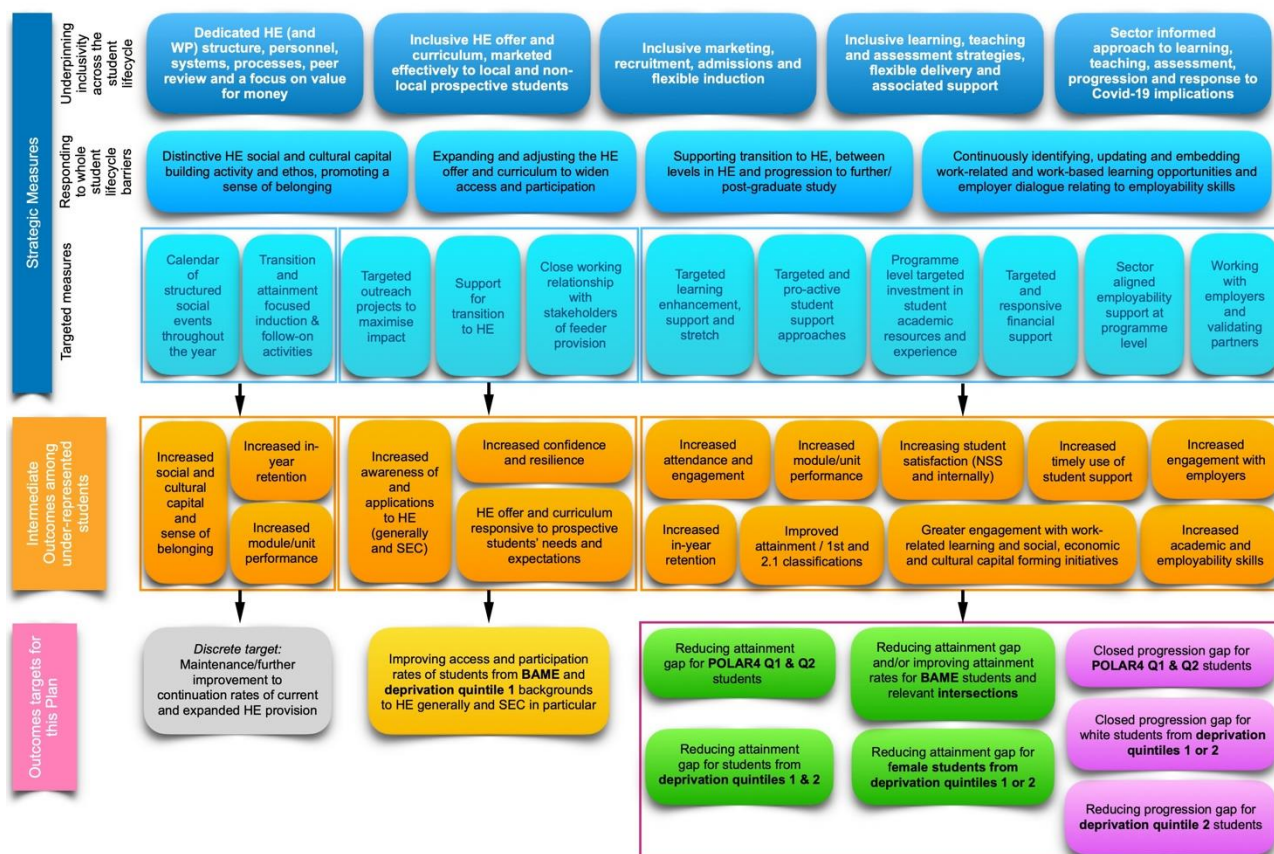 Strategic Measures
Underpinning
inclusivity across the
student
lifecycle
Dedicated HE (and
WP) structure, personnel,
systems, processes, peer
review and a focus on value
for money
Inclusive HE offer and
curriculum, marketed
effectively to local and non-
local prospective students
Inclusive marketing,
recruitment, admissions and
flexible induction
Inclusive learning, teaching
and assessment strategies,
flexible delivery and
associated support
Sector informed
approach to learning,
teaching, assessment,
progression and response to
Covid-19 implications
Responding
to whole
student
lifecycle
barriers
Distinctive HE social and cultural capital
building activity and ethos, promoting a
sense of belonging
Expanding and adjusting the HE
offer and curriculum to widen
access and participation
Supporting transition to HE, between
levels in HE and progression to further/
post-graduate study
Continuously identifying, updating and embedding
work-related and work-based learning opportunities and
employer dialogue relating to employability skills
Targeted measures
Calendar
of
structured
social
events
throughout
the year
Transition
and
attainment
focused
induction &
follow-on
activities
Targeted
outreach
projects to
maximise
impact
Support
for
transition
to HE
Close working
relationship
with
stakeholders
of feeder
provision
Targeted
learning
enhancement,
support and
stretch
Targeted and
pro-active
student
support
approaches
Programme
level targeted
investment in
student
academic
resources and
experience
Targeted
and
responsive
financial
support
Sector
aligned
employability
support at
programme
level
Working
with
employers
and
validating
partners
Intermediate
Outcomes among
under-represented
students
Increased
social and
cultural
capital
and
sense of
belonging
Increased in-
year
retention
Increased
module/unit
performance
Increased
awareness of
and
applications
to HE
(generally
and SEC)
Increased confidence
and resilience
HE offer and curriculum
responsive to prospective
students' needs and
expectations
Increased
attendance and
engagement
Increased
module/unit
performance
Increasing student
satisfaction (NSS
and internally)
Increased
timely use of
student support
Increased
engagement with
employers
Increased
in-year
retention
Improved
attainment / 1st and
2.1 classifications
Greater engagement with work-
related learning and social, economic
and cultural capital forming initiatives
Increased
academic and
employability skills
Outcomes targets for
this Plan
Discrete target:
Maintenance/further
improvement to
continuation rates of current
and expanded HE provision
Improving access and participation
rates of students from BAME and
deprivation quintile 1 backgrounds
to HE generally and SEC in particular
Reducing attainment
gap for POLAR4 Q1 & Q2
students
Reducing attainment gap
and/or improving attainment
rates for BAME students and
relevant intersections
Closed progression gap for
POLAR4 Q1 & Q2
students
Reducing attainment
gap for students from
deprivation quintiles 1 & 2
Reducing attainment gap for
female students from
deprivation quintiles 1 or 2
Closed progression gap for
white students from deprivation
quintiles 1 or 2
Reducing progression gap for
deprivation quintile 2 students